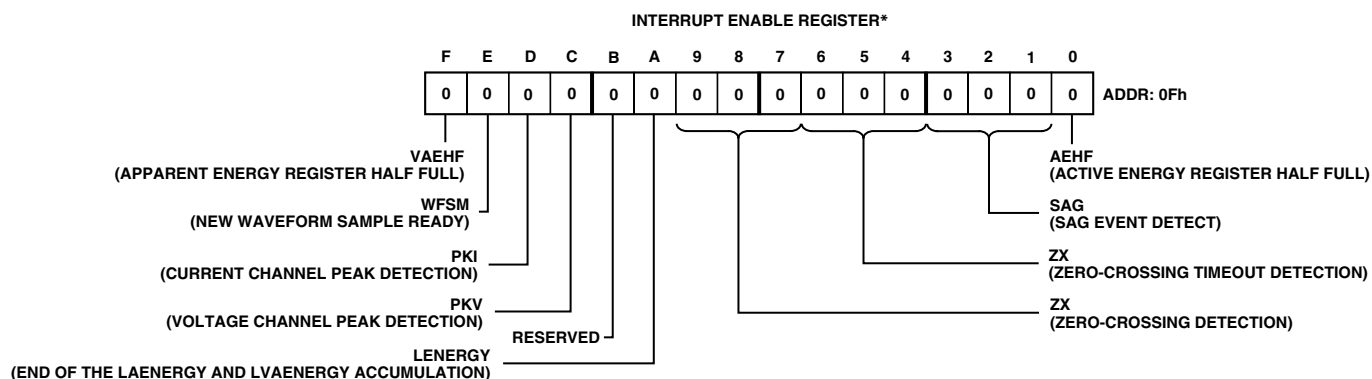 INTERRUPT ENABLE REGISTER*
F E D C B A 9 8 7 6 5 4 3 2 1 0
0 0 0 0 0 0 0 0 0 0 0 0 0 0 0 0 ADDR: 0Fh
VAEHF
(APPARENT ENERGY REGISTER HALF FULL)
WFSM
(NEW WAVEFORM SAMPLE READY)
PKI
(CURRENT CHANNEL PEAK DETECTION)
PKV
(VOLTAGE CHANNEL PEAK DETECTION)
RESERVED
LENERGY
(END OF THE LAENERGY AND LVAENERGY ACCUMULATION)
AEHF
(ACTIVE ENERGY REGISTER HALF FULL)
SAG
(SAG EVENT DETECT)
ZX
(ZERO-CROSSING TIMEOUT DETECTION)
ZX
(ZERO-CROSSING DETECTION)